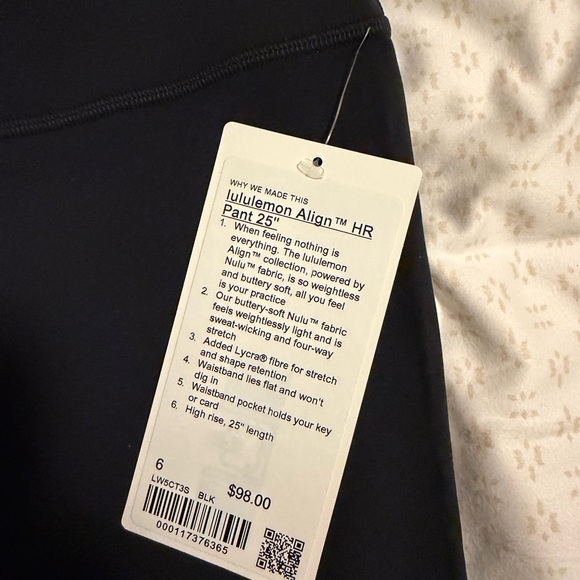 WHY WE MADE THIS
lululemon Align™ HR
Pant 25"
1. When feeling nothing is
everything. The lululemon
Align™ collection, powered by
Nulu™ fabric, is so weightless
and buttery soft, all you feel
is your practice
2. Our buttery-soft Nulu™ fabric
feels weightlessly light and is
sweat-wicking and four-way
stretch
3. Added Lycra® fibre for stretch
and shape retention
4. Waistband lies flat and won't
dig in
5. Waistband pocket holds your key
or card
6. High rise, 25" length
6
LW5CT3S BLK $98.00
000117376365